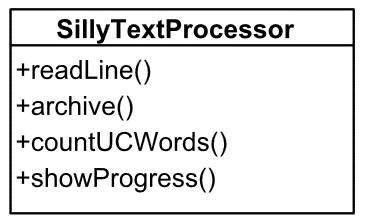 SillyTextProcessor
+readLine()
+archive()
+countUCWords()
+showProgress()